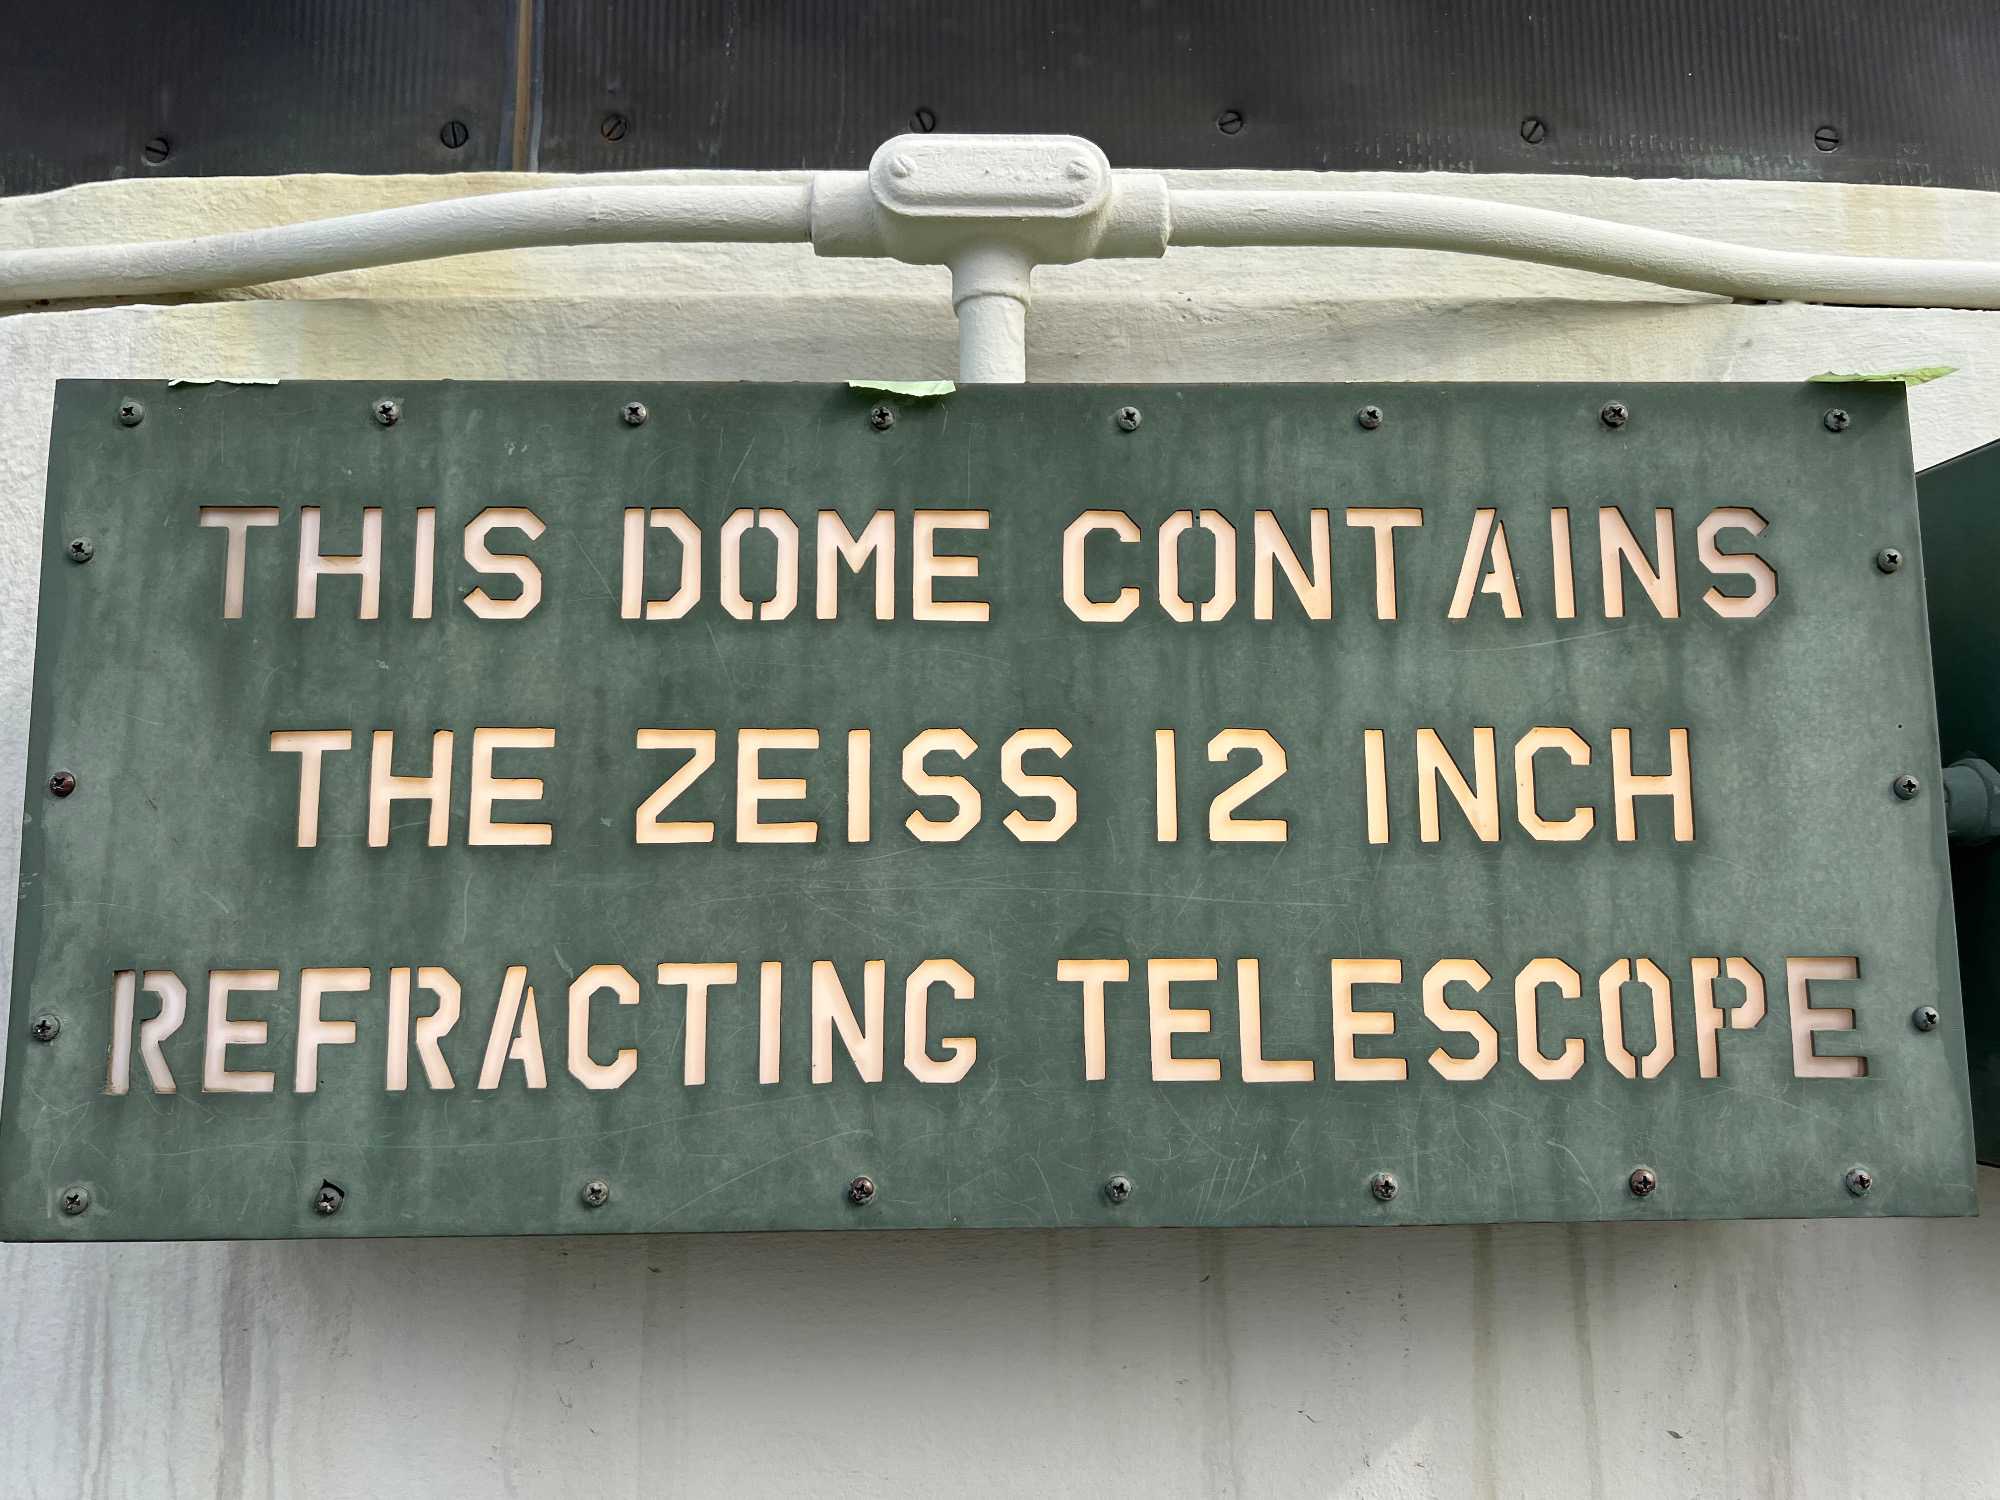 THIS DOME CONTAINS
THE ZEISS 12 INCH
REFRACTING TELESCOPE